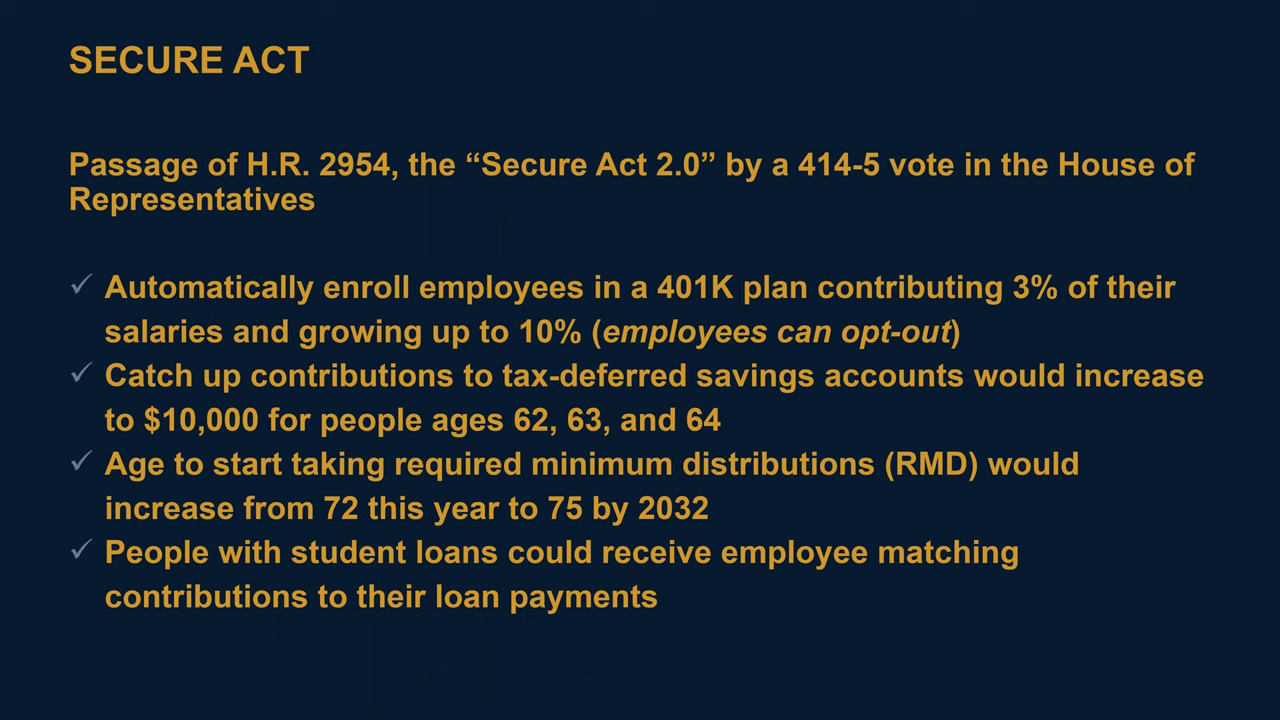 SECURE ACT
Passage of H.R. 2954, the “Secure Act 2.0” by a 414-5 vote in the House of
Representatives
✓ Automatically enroll employees in a 401K plan contributing 3% of their
salaries and growing up to 10% (employees can opt-out)
✓ Catch up contributions to tax-deferred savings accounts would increase
to $10,000 for people ages 62, 63, and 64
✓ Age to start taking required minimum distributions (RMD) would
increase from 72 this year to 75 by 2032
✓ People with student loans could receive employee matching
contributions to their loan payments